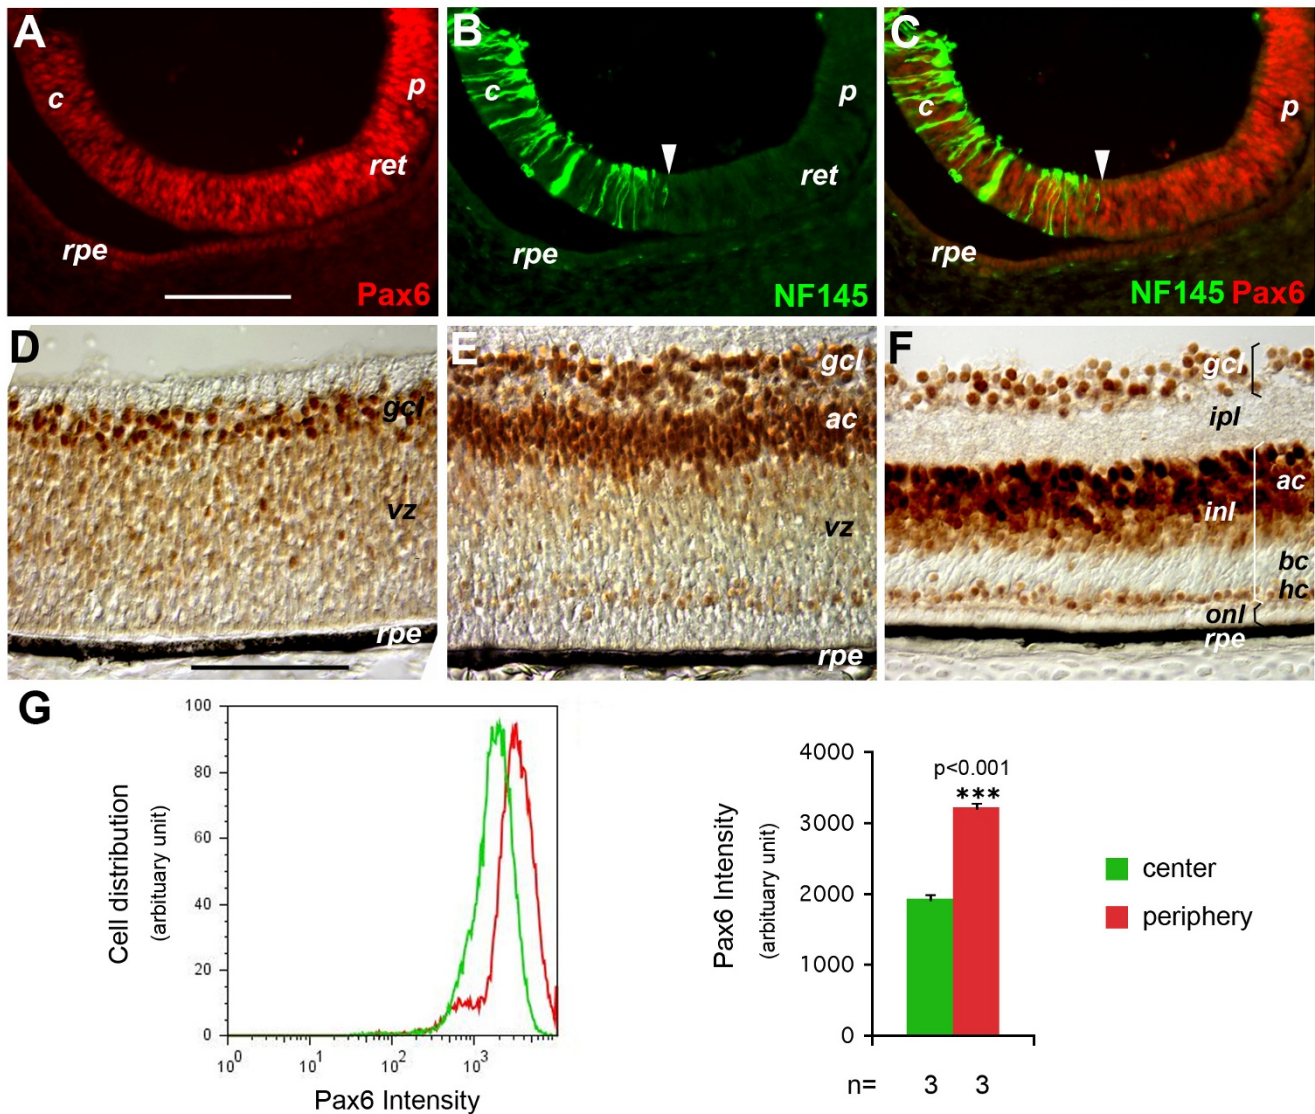 A
c
p
ret
rpe
Pax6
B
c
p
ret
rpe
NF145
C
c
p
ret
rpe
NF145 Pax6
D
gcl
vz
rpe
E
gcl
ac
vz
rpe
F
gcl
ipl
ac
inl
bc
hc
onl
rpe
G
Cell distribution
(arbituary unit)
100
80
60
40
20
0
10⁰
10¹
10²
10³
Pax6 Intensity
Pax6 Intensity
(arbituary unit)
4000
3000
2000
1000
0
p<0.001
***
n= 3 3
center
periphery